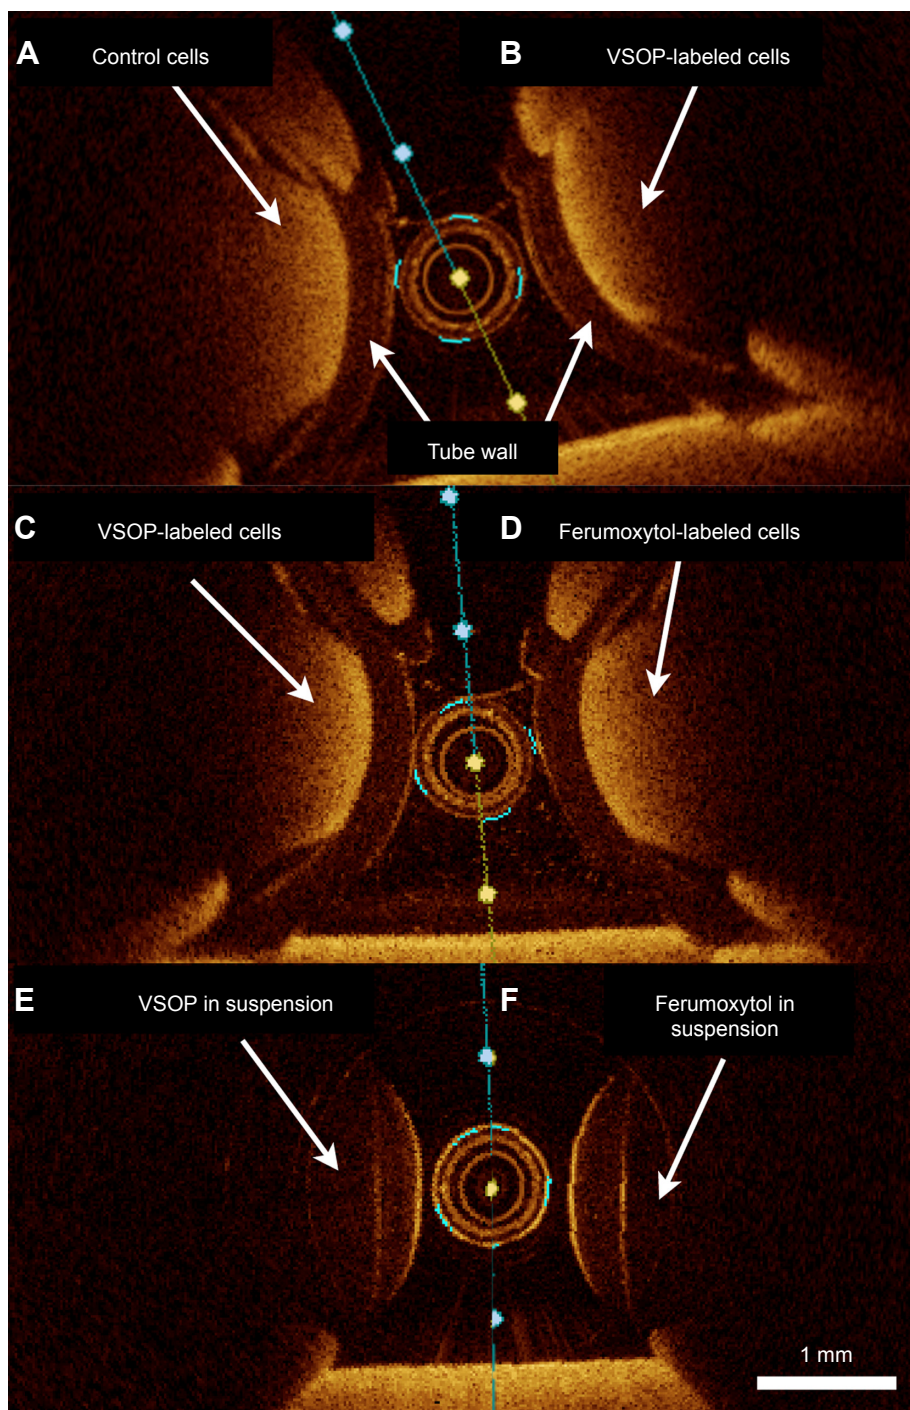 A
Control cells
B
VSOP-labeled cells
Tube wall
C
VSOP-labeled cells
D
Ferumoxytol-labeled cells
E
VSOP in suspension
F
Ferumoxytol in
suspension
1 mm